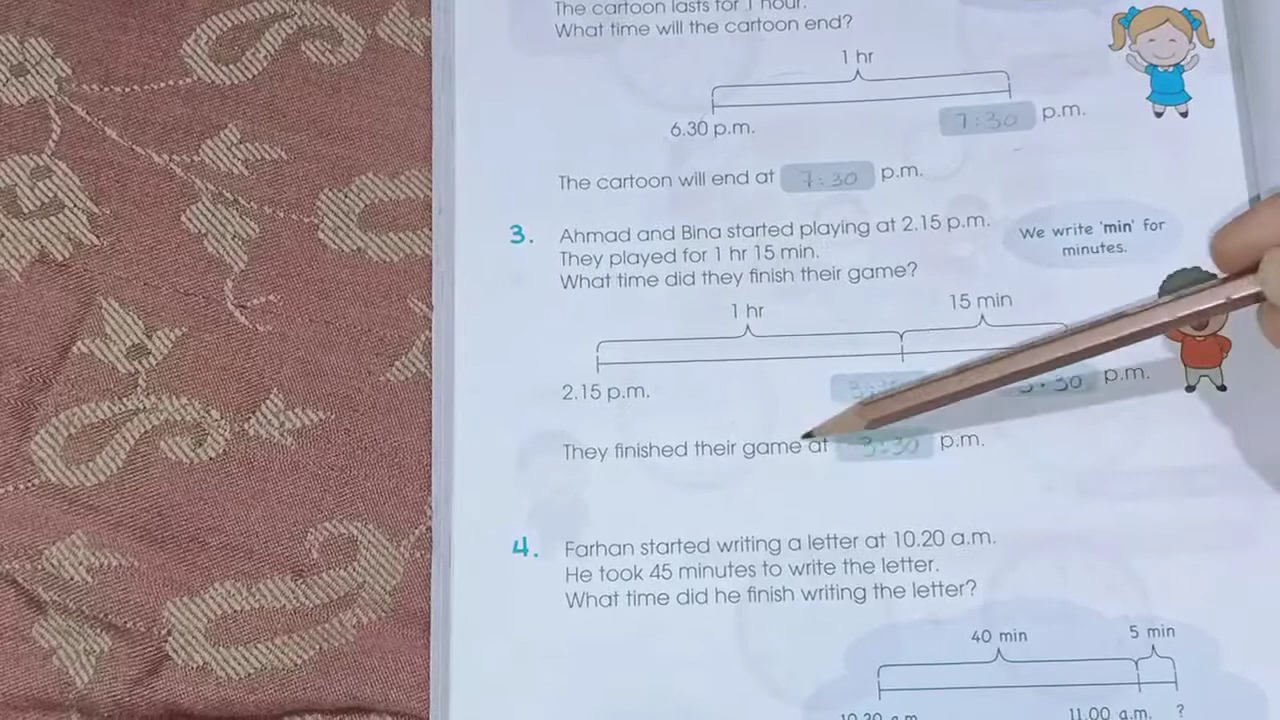 The cartoon lasts for 1 hour.
What time will the cartoon end?
1 hr
6.30 p.m.
7:30 p.m.
The cartoon will end at 7:30 p.m.
3. Ahmad and Bina started playing at 2.15 p.m.
They played for 1 hr 15 min.
What time did they finish their game?
We write 'min' for
minutes.
1 hr
15 min
2.15 p.m.
3:30 p.m.
They finished their game at 3:30 p.m.
4. Farhan started writing a letter at 10.20 a.m.
He took 45 minutes to write the letter.
What time did he finish writing the letter?
40 min
5 min
10.20 a.m.
11.00 a.m.
?